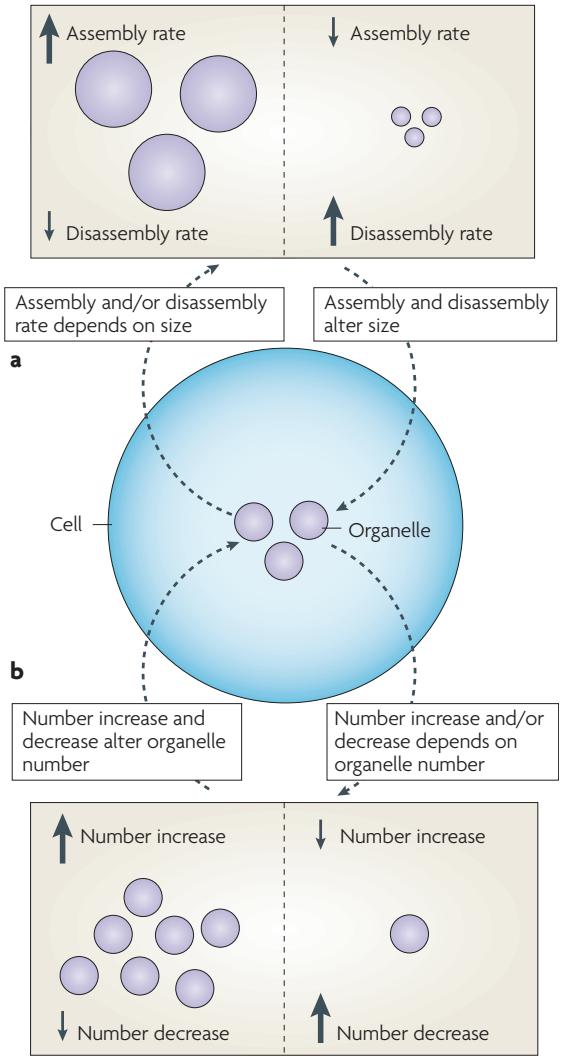 Assembly rate
Assembly rate
Disassembly rate
Disassembly rate
Assembly and/or disassembly
rate depends on size
Assembly and disassembly
alter size
a
Cell
Organelle
b
Number increase and
decrease alter organelle
number
Number increase and/or
decrease depends on
organelle number
Number increase
Number increase
Number decrease
Number decrease